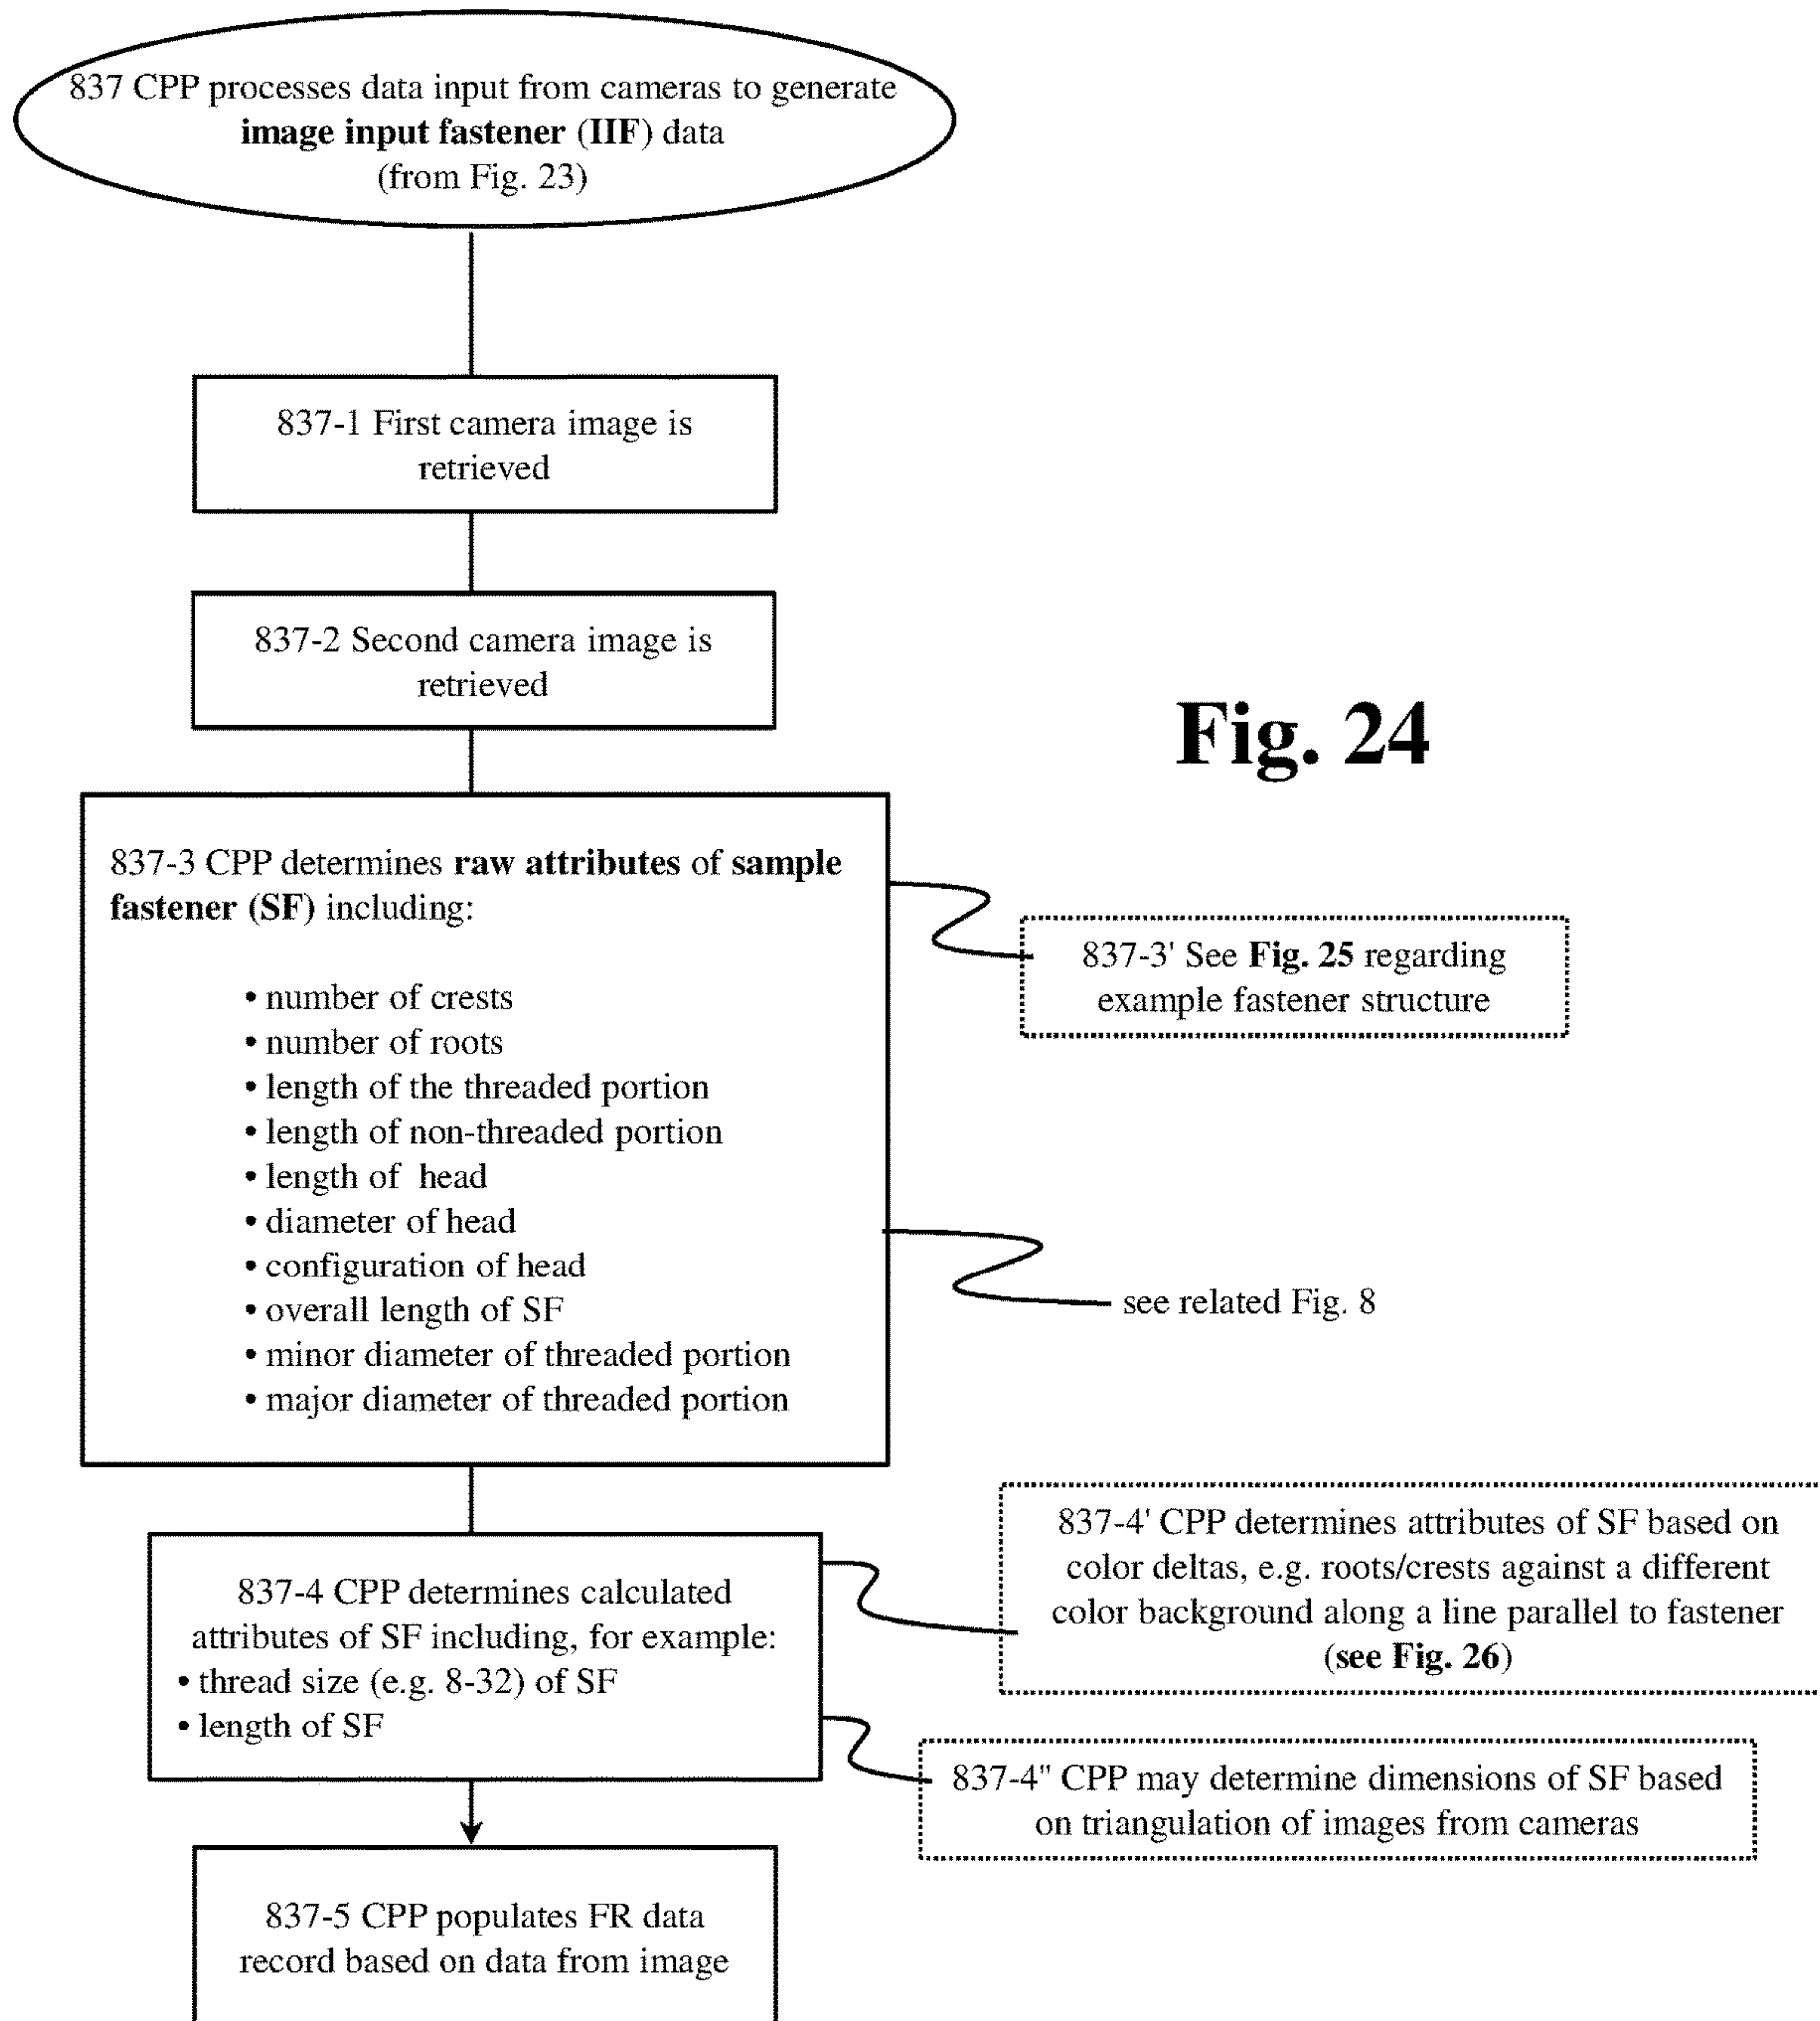 837 CPP processes data input from cameras to generate
image input fastener (IIF) data
(from Fig. 23)
837-1 First camera image is
retrieved
837-2 Second camera image is
retrieved
Fig. 24
837-3 CPP determines raw attributes of sample
fastener (SF) including:
• number of crests
• number of roots
• length of the threaded portion
• length of non-threaded portion
• length of head
• diameter of head
• configuration of head
• overall length of SF
• minor diameter of threaded portion
• major diameter of threaded portion
837-3' See Fig. 25 regarding
example fastener structure
see related Fig. 8
837-4 CPP determines calculated
attributes of SF including, for example:
• thread size (e.g. 8-32) of SF
• length of SF
837-4' CPP determines attributes of SF based on
color deltas, e.g. roots/crests against a different
color background along a line parallel to fastener
(see Fig. 26)
837-4" CPP may determine dimensions of SF based
on triangulation of images from cameras
837-5 CPP populates FR data
record based on data from image